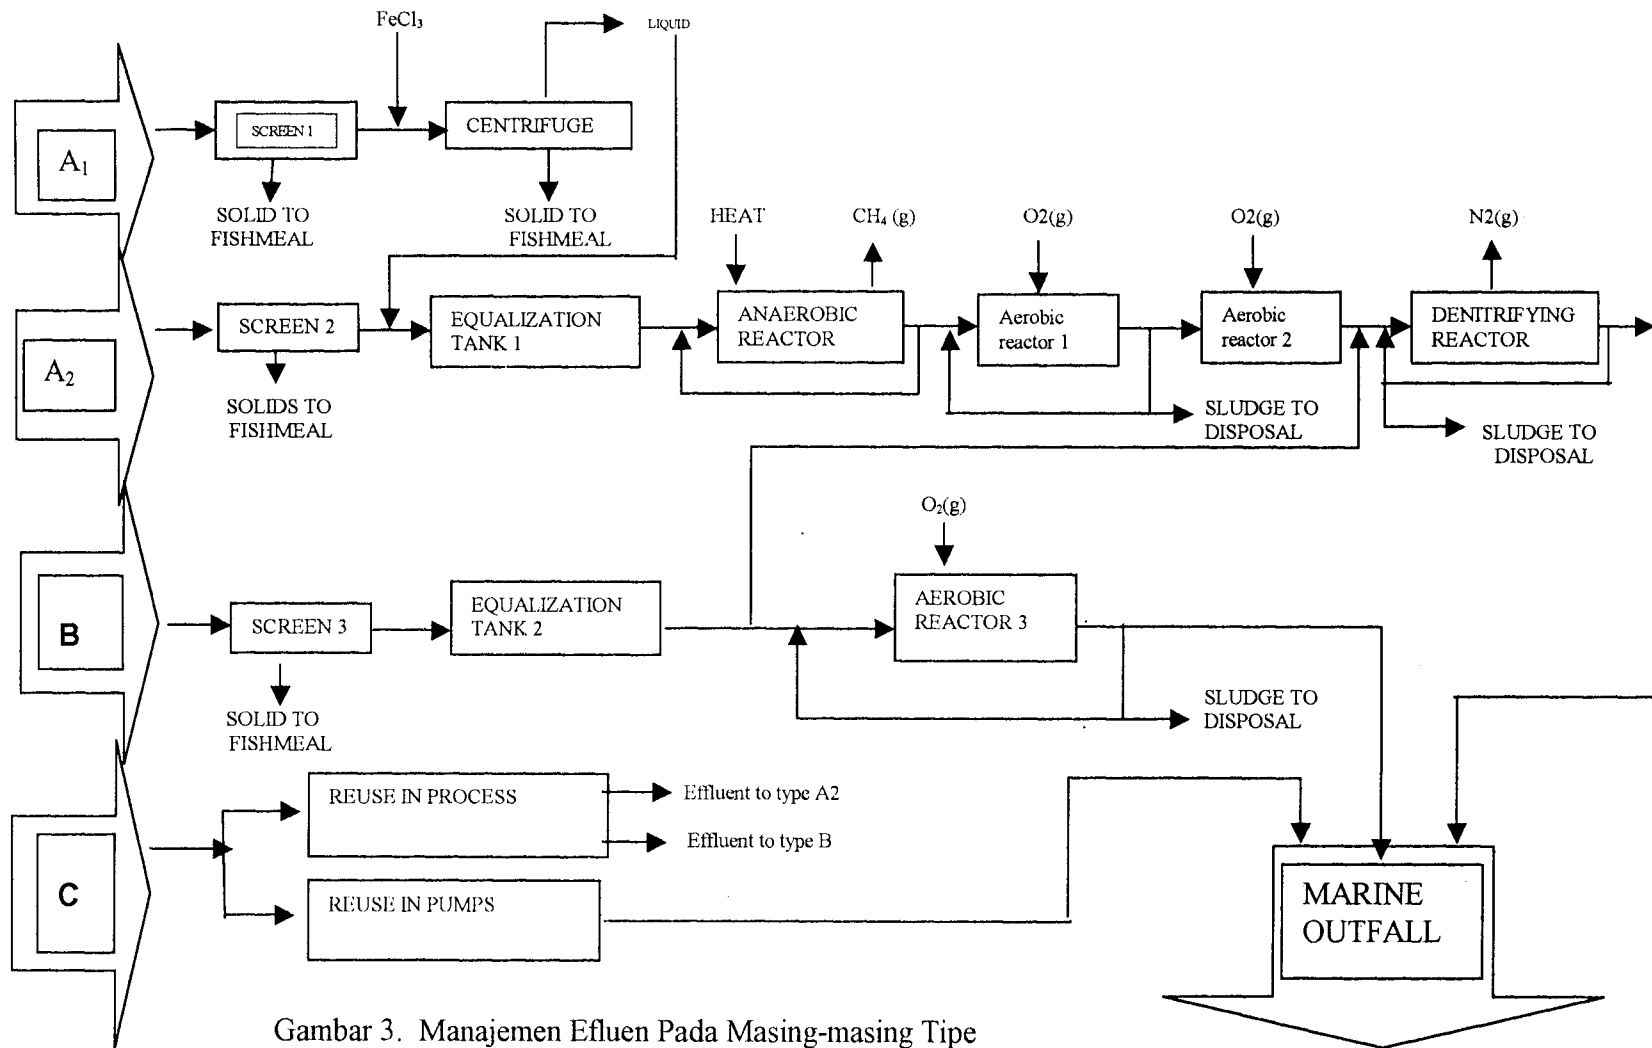 FeCl₃
LIQUID
A₁
SCREEN 1
CENTRIFUGE
SOLID TO
FISHMEAL
SOLID TO
FISHMEAL
HEAT
CH₄ (g)
O2(g)
O2(g)
N2(g)
A₂
SCREEN 2
EQUALIZATION
TANK 1
ANAEROBIC
REACTOR
Aerobic
reactor 1
Aerobic
reactor 2
DENITRIFYING
REACTOR
SOLIDS TO
FISHMEAL
SLUDGE TO
DISPOSAL
SLUDGE TO
DISPOSAL
O₂(g)
B
SCREEN 3
EQUALIZATION
TANK 2
AEROBIC
REACTOR 3
SOLID TO
FISHMEAL
SLUDGE TO
DISPOSAL
C
REUSE IN PROCESS
Effluent to type A2
Effluent to type B
REUSE IN PUMPS
MARINE
OUTFALL
Gambar 3. Manajemen Efluen Pada Masing-masing Tipe